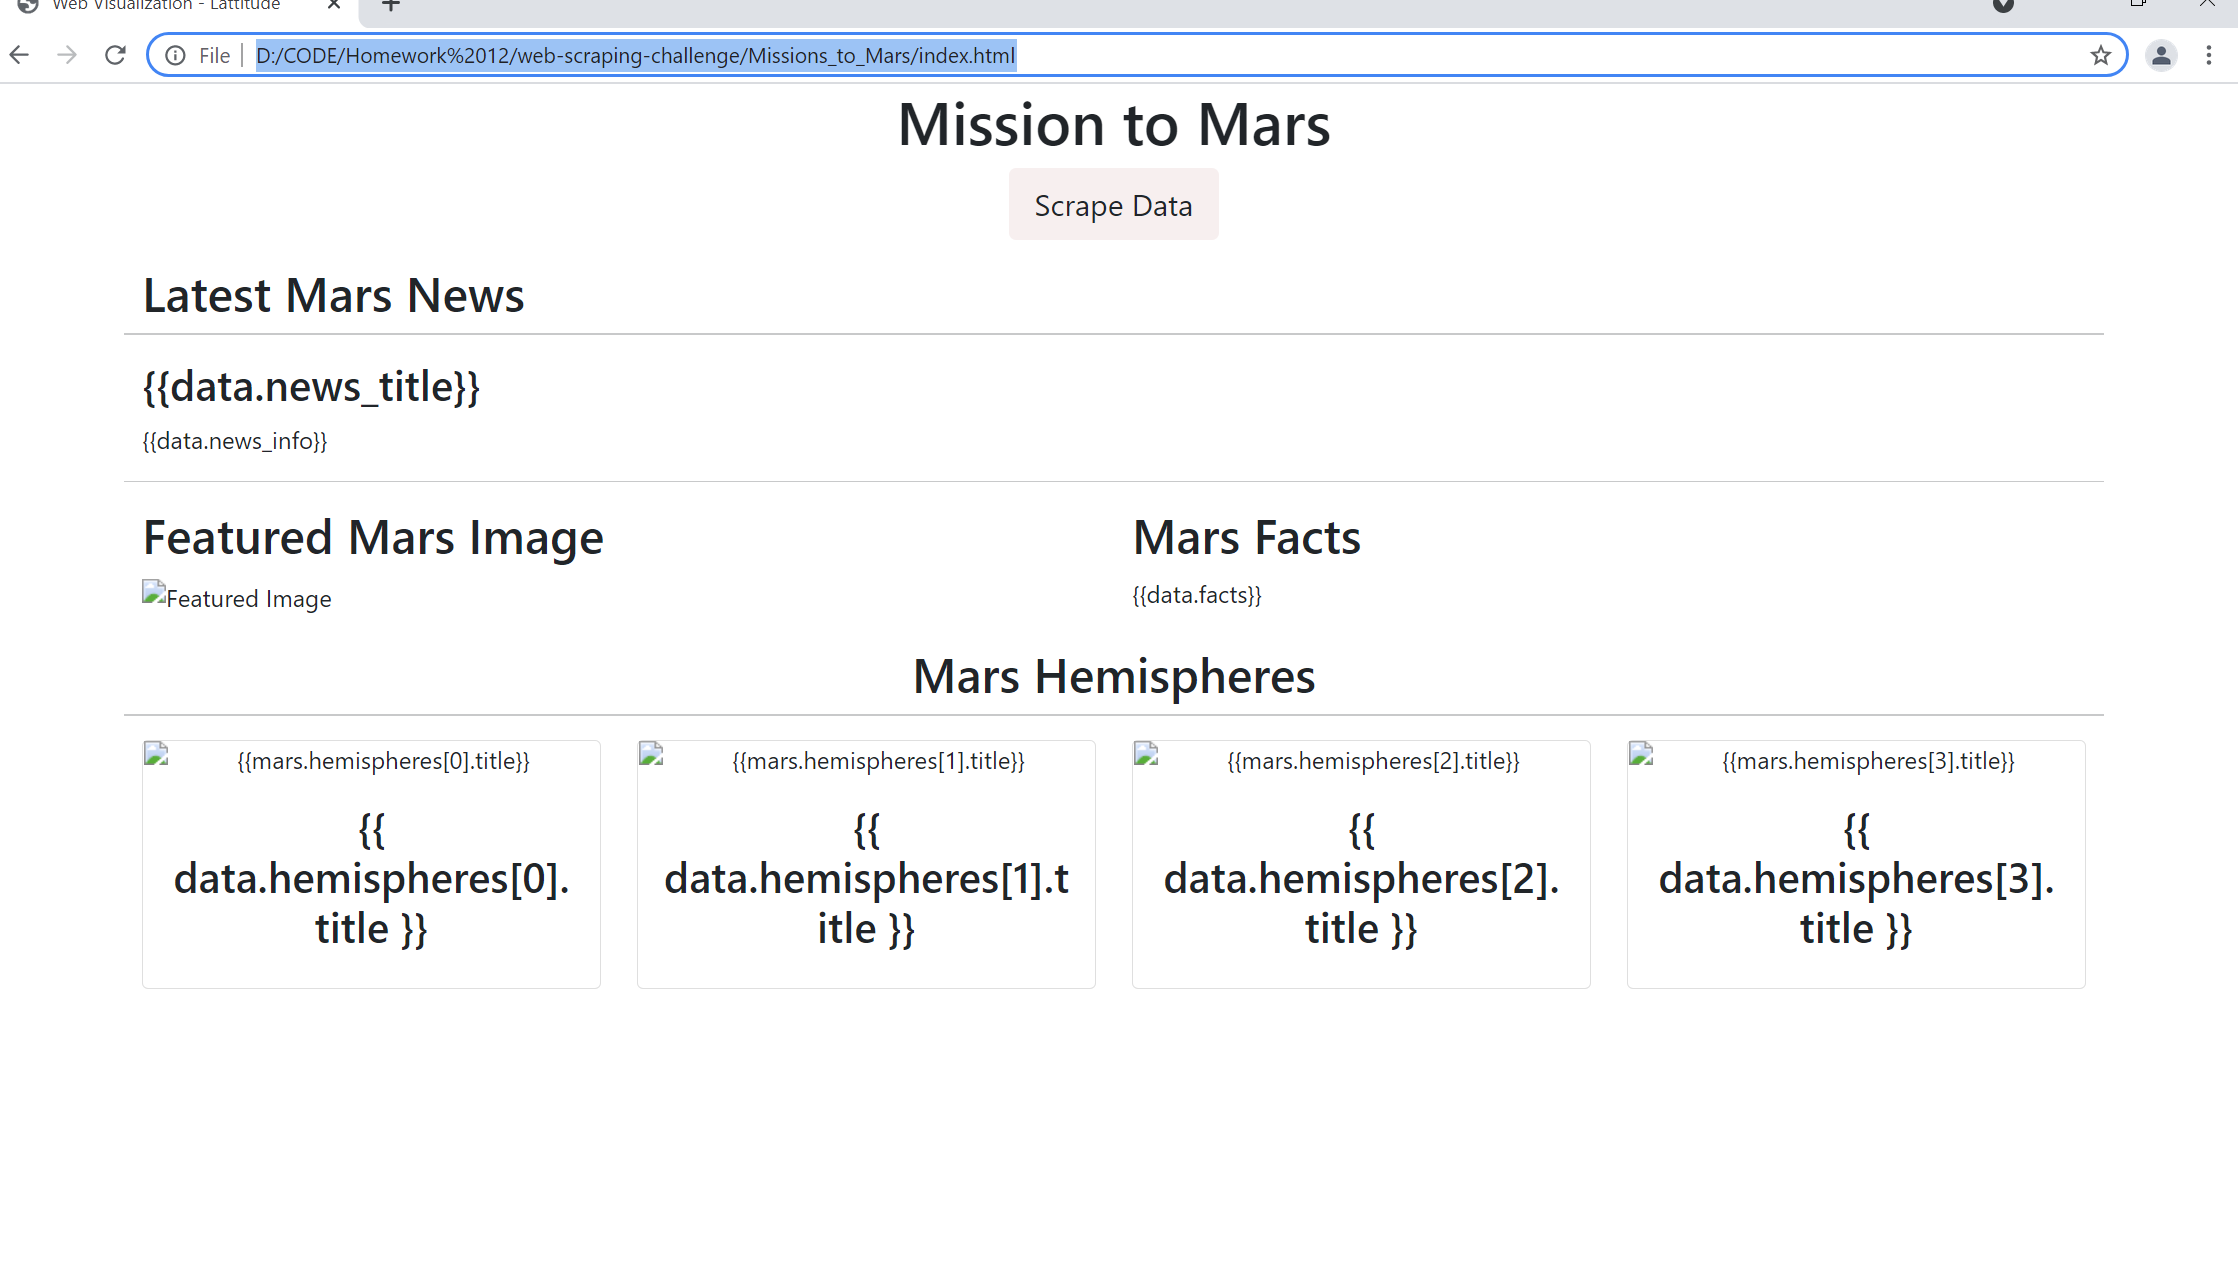 Web Visualization - Lattitude
File D:/CODE/Homework%2012/web-scraping-challenge/Missions_to_Mars/index.html
Mission to Mars
Scrape Data
Latest Mars News
{{data.news_title}}
{{data.news_info}}
Featured Mars Image
Featured Image
Mars Facts
{{data.facts}}
Mars Hemispheres
{{mars.hemispheres[0].title}}
{{
data.hemispheres[0].
title }}
{{mars.hemispheres[1].title}}
{{
data.hemispheres[1].t
itle }}
{{mars.hemispheres[2].title}}
{{
data.hemispheres[2].
title }}
{{mars.hemispheres[3].title}}
{{
data.hemispheres[3].
title }}